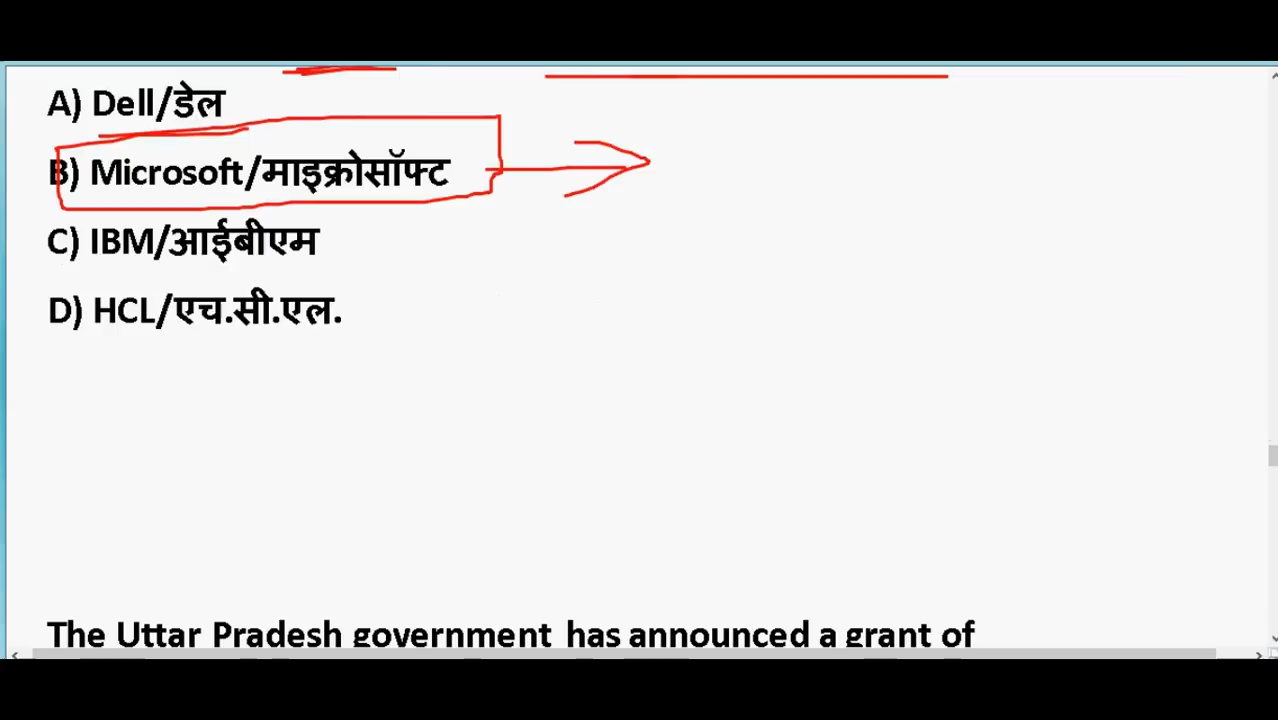 A) Dell/डेल
B) Microsoft/माइक्रोसॉफ्ट
C) IBM/आईबीएम
D) HCL/एच.सी.एल.
The Uttar Pradesh government has announced a grant of